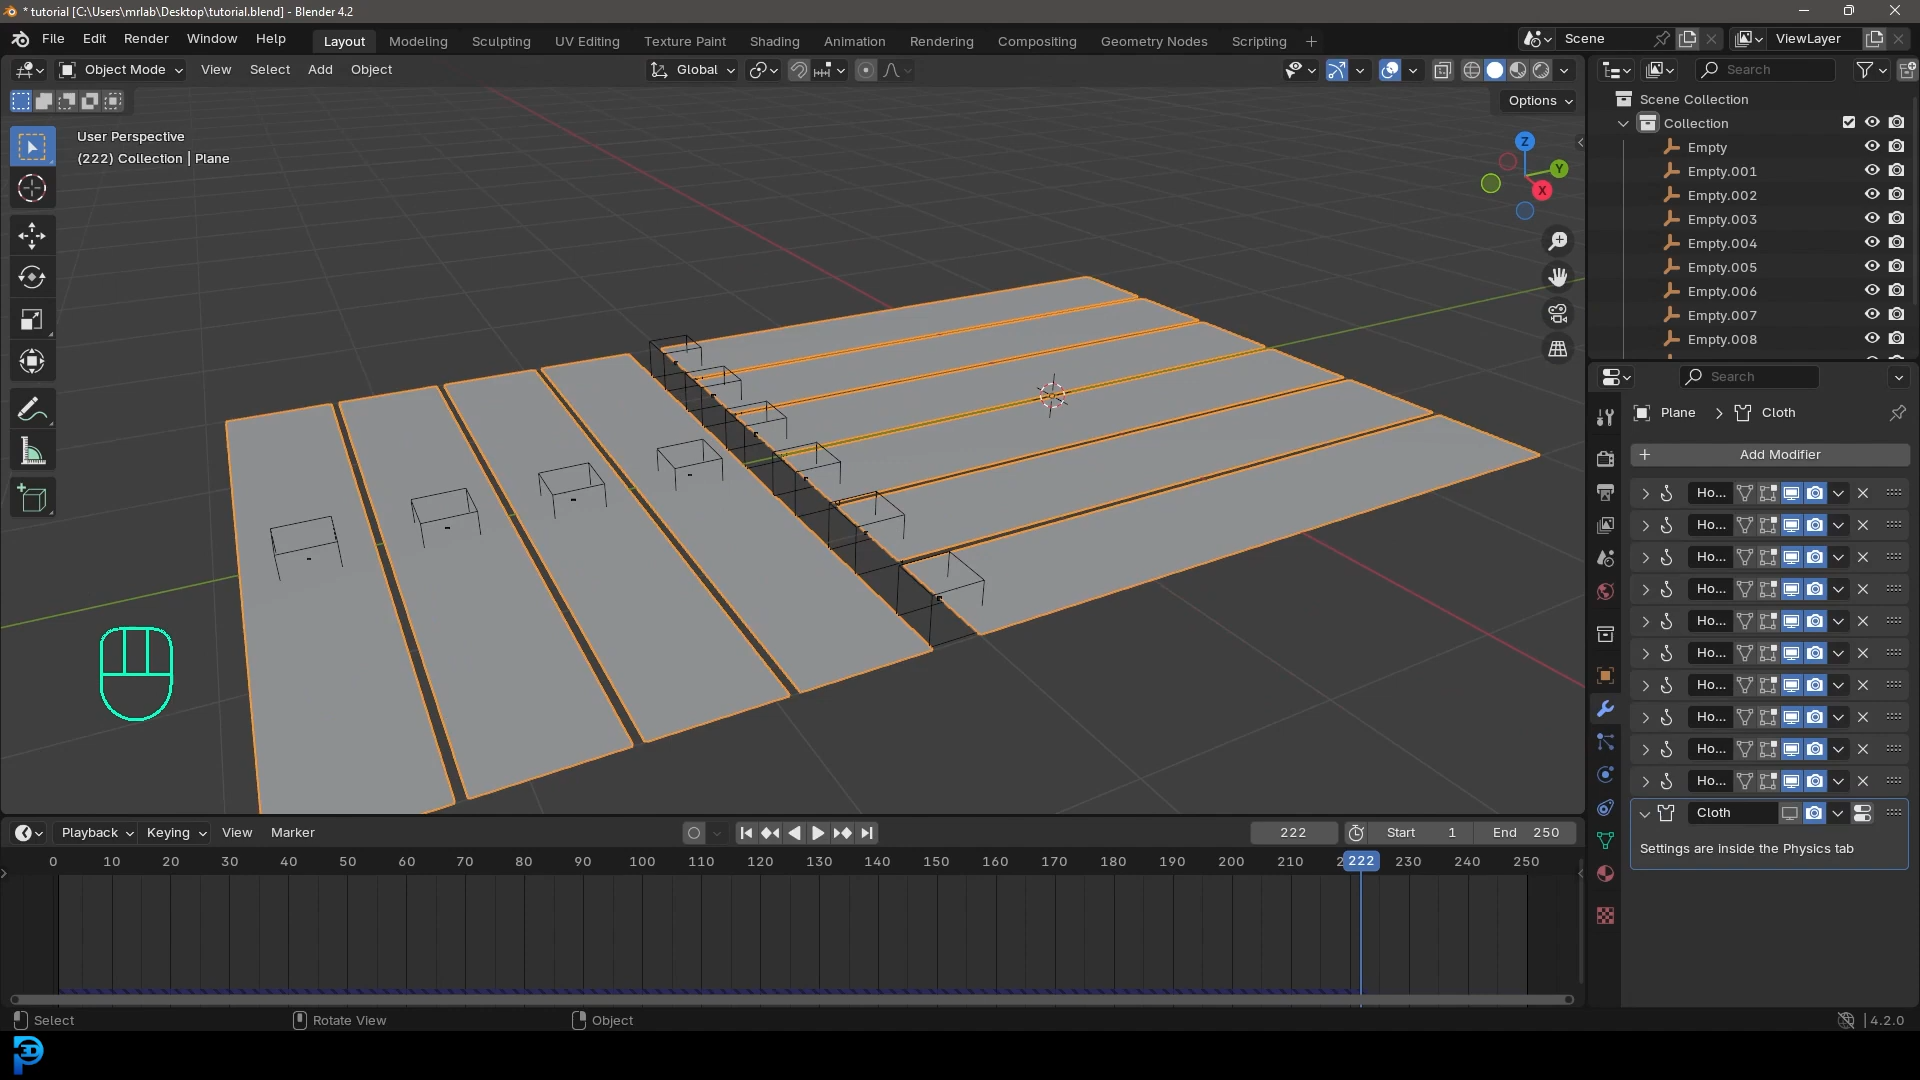 * tutorial [C:\Users\mrlab\Desktop\tutorial.blend] - Blender 4.2
File Edit Render Window Help
Layout Modeling Sculpting UV Editing Texture Paint Shading Animation Rendering Compositing Geometry Nodes Scripting +
Scene
ViewLayer
Object Mode View Select Add Object
Global
Options
User Perspective
(222) Collection | Plane
Z
Y
X
Search
Scene Collection
Collection
Empty
Empty.001
Empty.002
Empty.003
Empty.004
Empty.005
Empty.006
Empty.007
Empty.008
Search
Plane > Cloth
+ Add Modifier
Ho...
Ho...
Ho...
Ho...
Ho...
Ho...
Ho...
Ho...
Ho...
Ho...
Cloth
Settings are inside the Physics tab
Playback Keying View Marker
222
Start 1
End 250
0 10 20 30 40 50 60 70 80 90 100 110 120 130 140 150 160 170 180 190 200 210 222 230 240 250
Select
Rotate View
Object
4.2.0